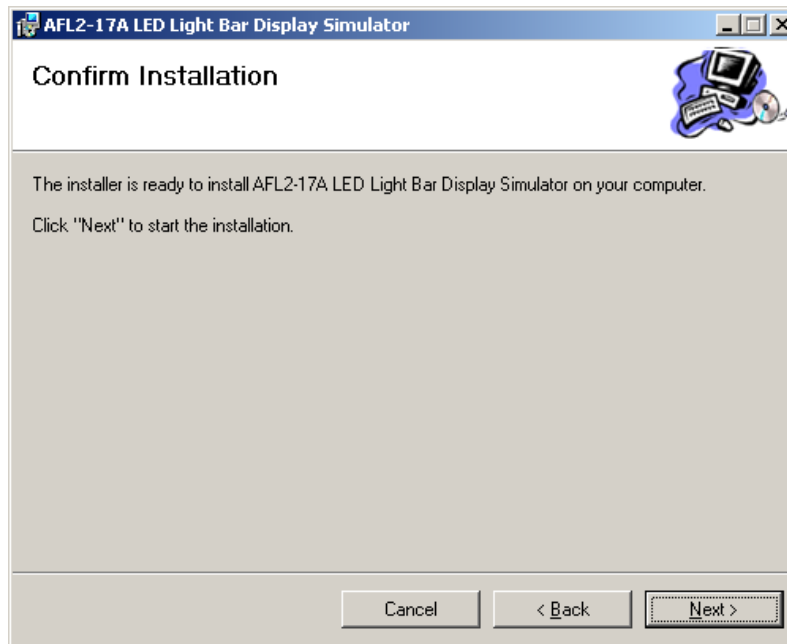 AFL2-17A LED Light Bar Display Simulator
Confirm Installation
The installer is ready to install AFL2-17A LED Light Bar Display Simulator on your computer.
Click "Next" to start the installation.
Cancel
< Back
Next >